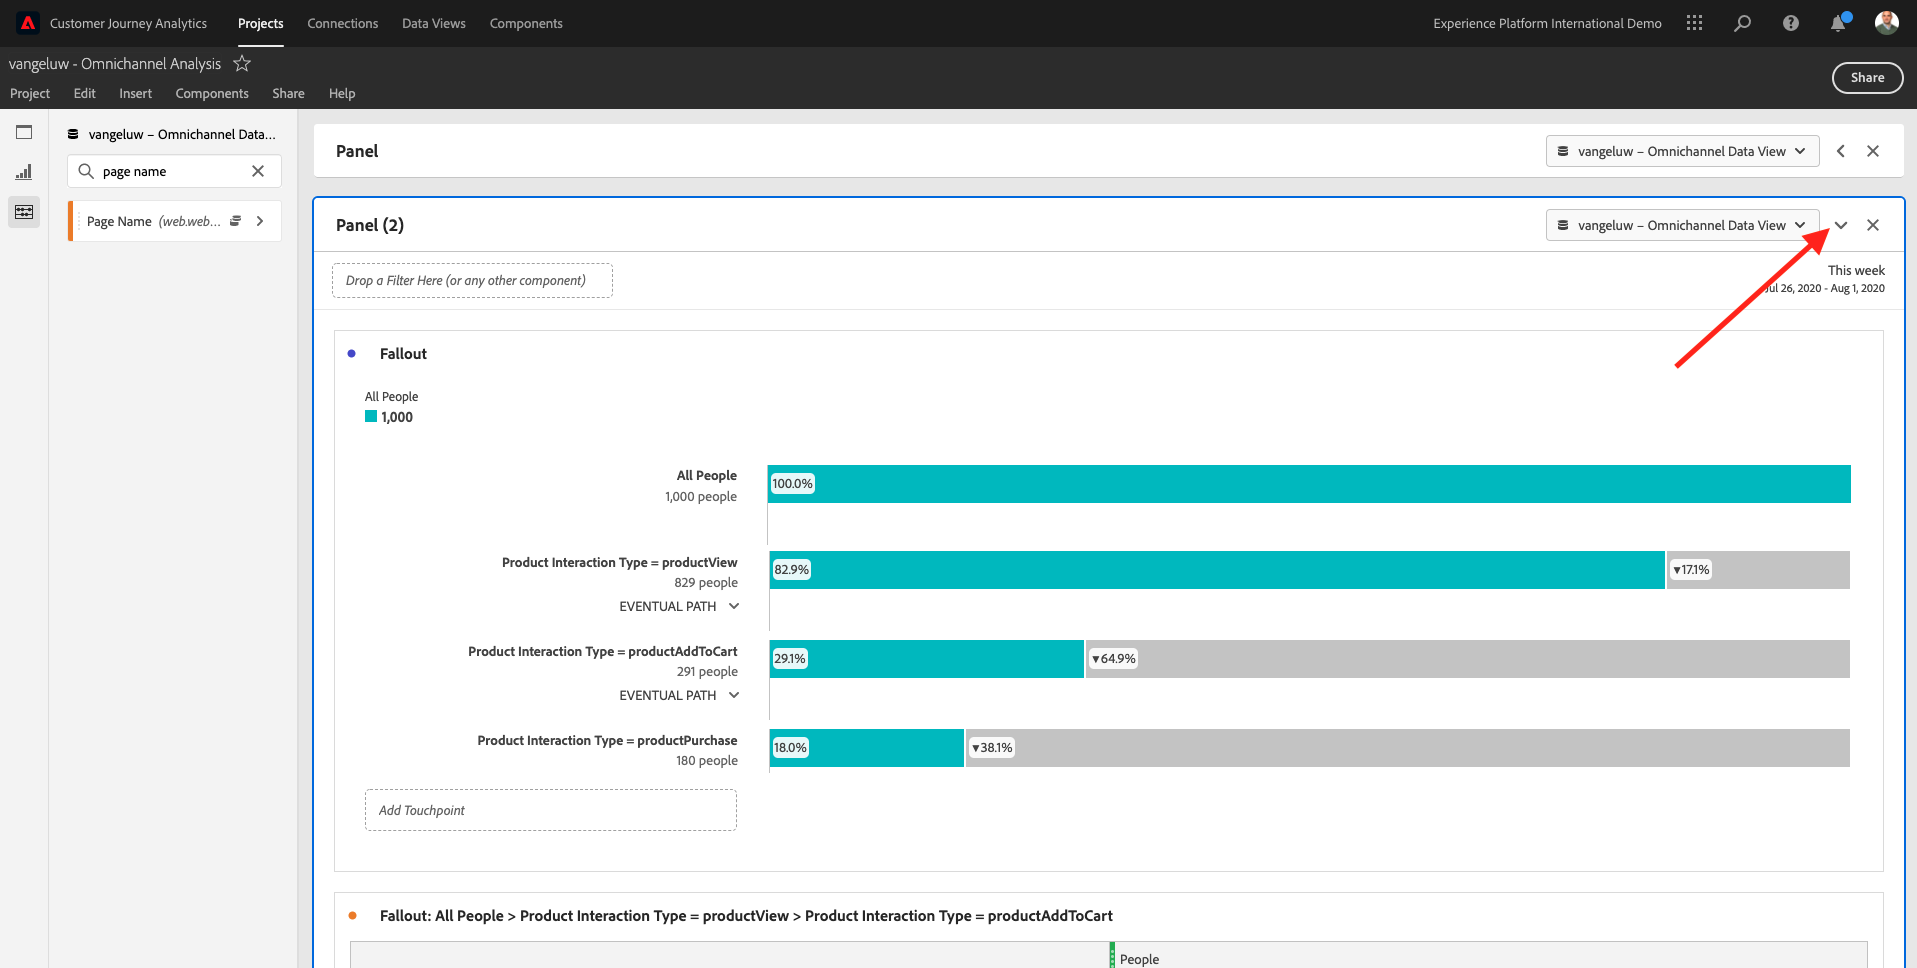 Customer Journey Analytics Projects Connections Data Views Components Experience Platform International Demo
vangeluw - Omnichannel Analysis
Project Edit Insert Components Share Help
Share
vangeluw – Omnichannel Data...
page name
Page Name (web.web...
Panel
vangeluw – Omnichannel Data View
Panel (2)
vangeluw – Omnichannel Data View
Drop a Filter Here (or any other component)
This week
Jul 26, 2020 - Aug 1, 2020
Fallout
All People
1,000
All People
1,000 people
100.0%
Product Interaction Type = productView
829 people
EVENTUAL PATH
82.9%
▾17.1%
Product Interaction Type = productAddToCart
291 people
EVENTUAL PATH
29.1%
▾64.9%
Product Interaction Type = productPurchase
180 people
18.0%
▾38.1%
Add Touchpoint
Fallout: All People > Product Interaction Type = productView > Product Interaction Type = productAddToCart
People